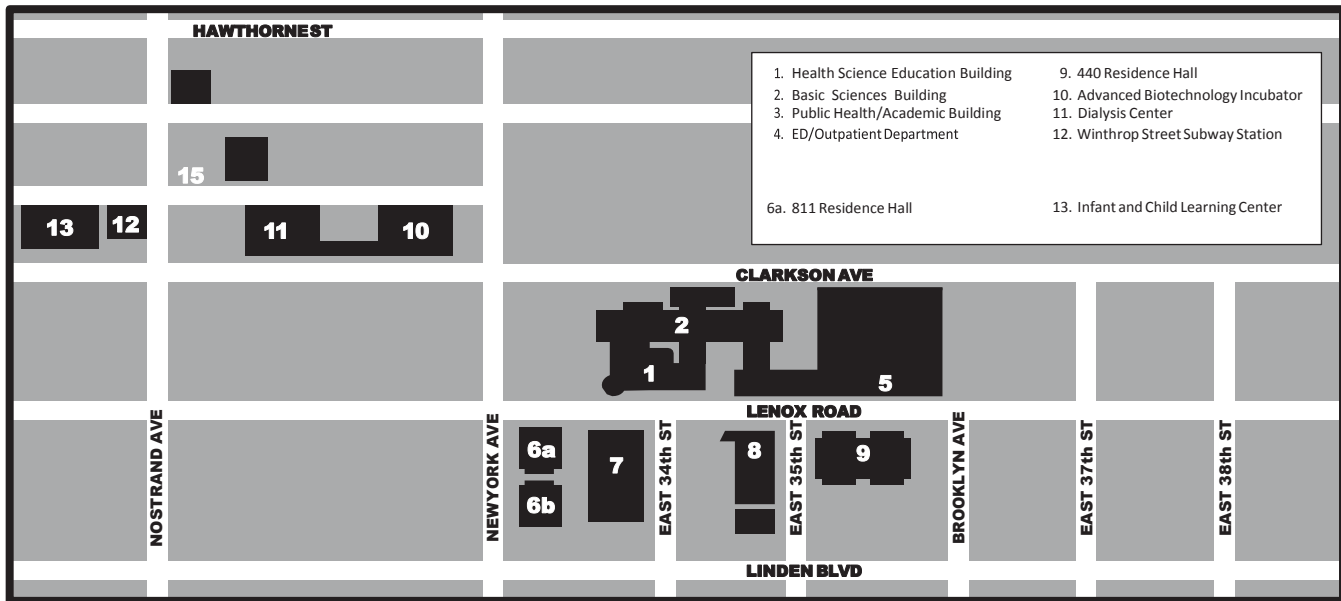 HAWTHORNEST
1. Health Science Education Building
2. Basic Sciences Building
3. Public Health/Academic Building
4. ED/Outpatient Department
6a. 811 Residence Hall
9. 440 Residence Hall
10. Advanced Biotechnology Incubator
11. Dialysis Center
12. Winthrop Street Subway Station
13. Infant and Child Learning Center
15
13
12
11
10
CLARKSON AVE
2
1
5
LENOX ROAD
NOSTRAND AVE
NEWYORK AVE
6a
6b
7
EAST 34th ST
8
EAST 35th ST
9
BROOKLYN AVE
EAST 37th ST
EAST 38th ST
LINDEN BLVD